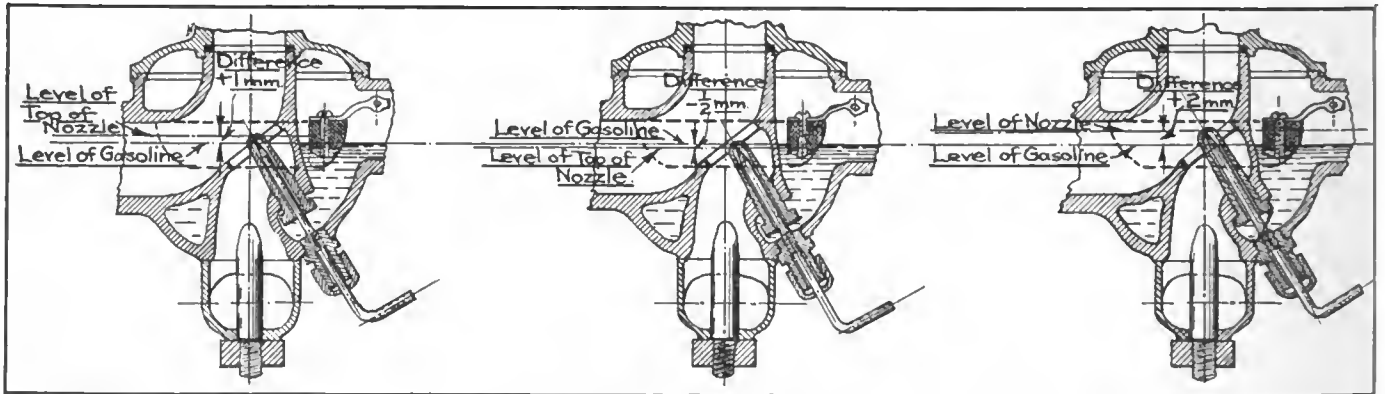 Difference
+1mm.
Level of
Top of
Nozzle
Level of Gasoline
Difference
-½mm.
Level of Gasoline
Level of Top of
Nozzle
Difference
+2mm.
Level of Nozzle
Level of Gasoline